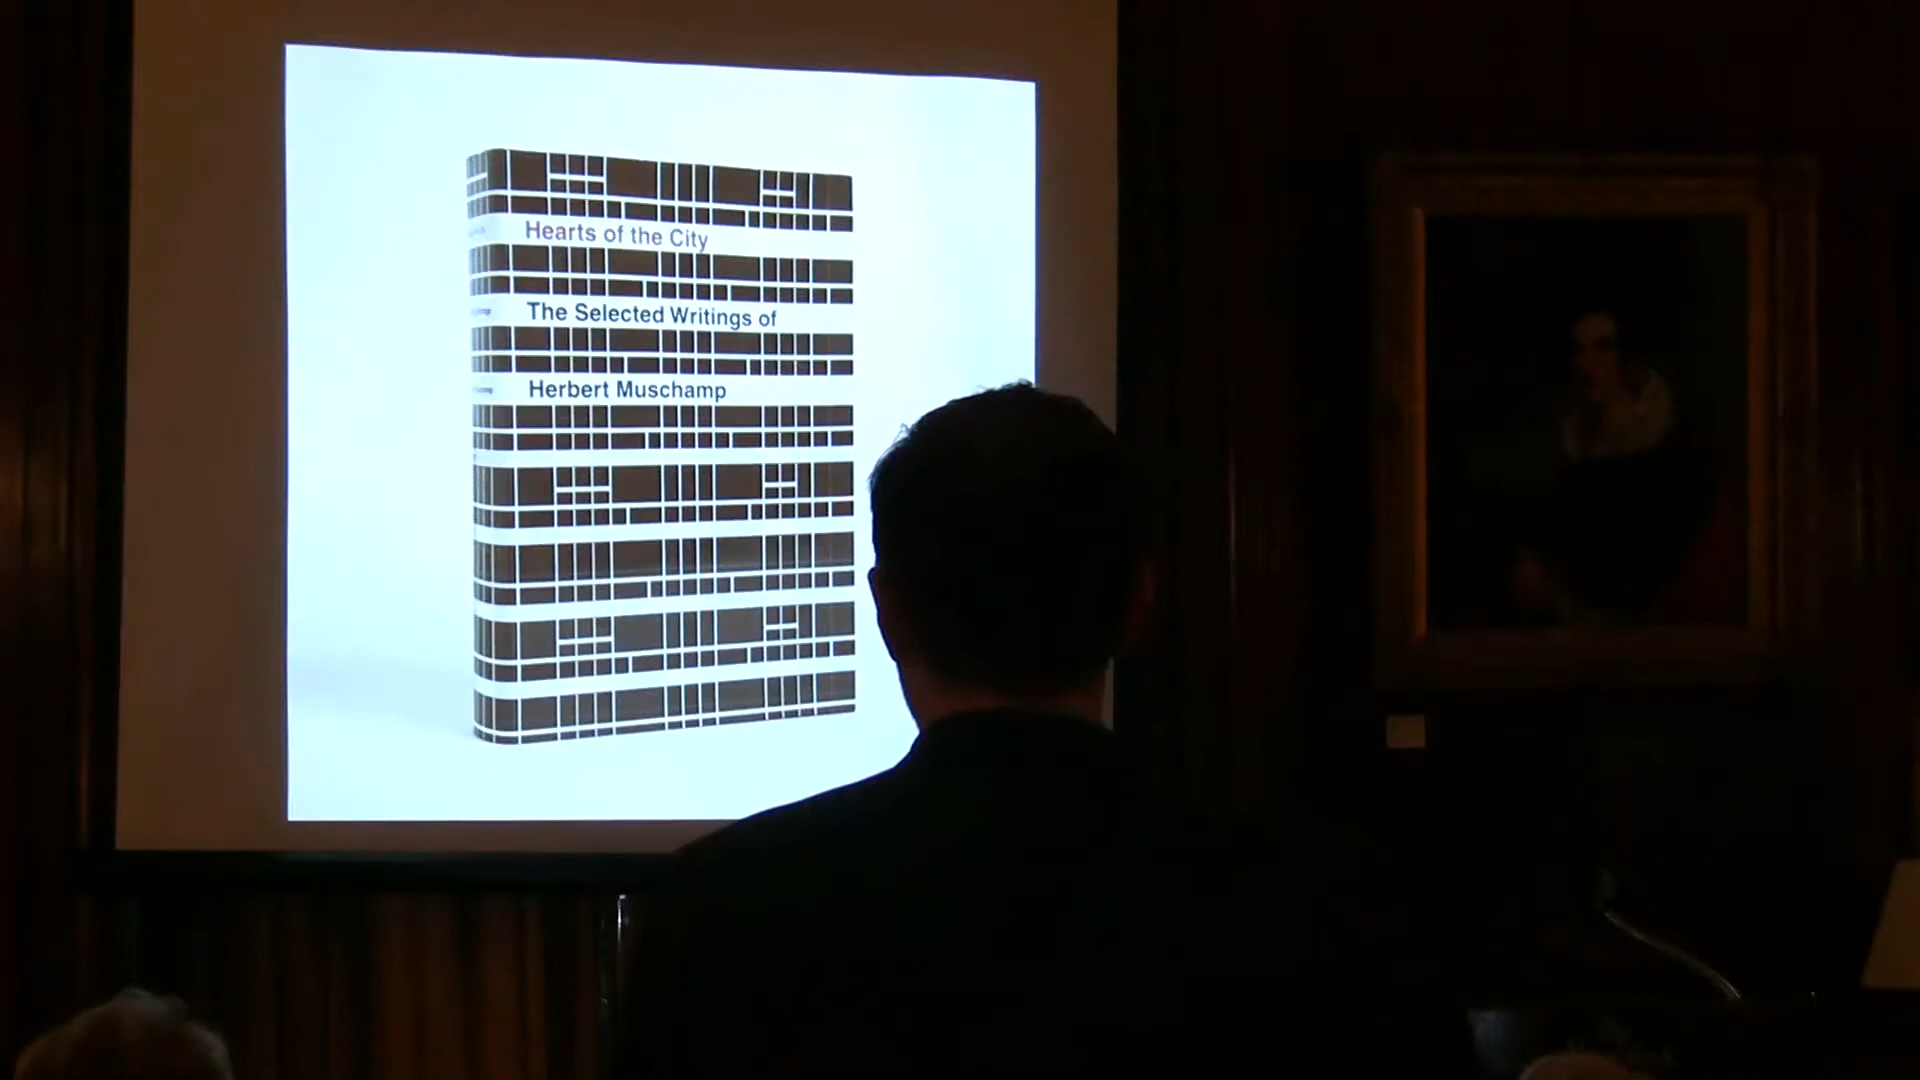 Hearts of the City
The Selected Writings of
Herbert Muschamp